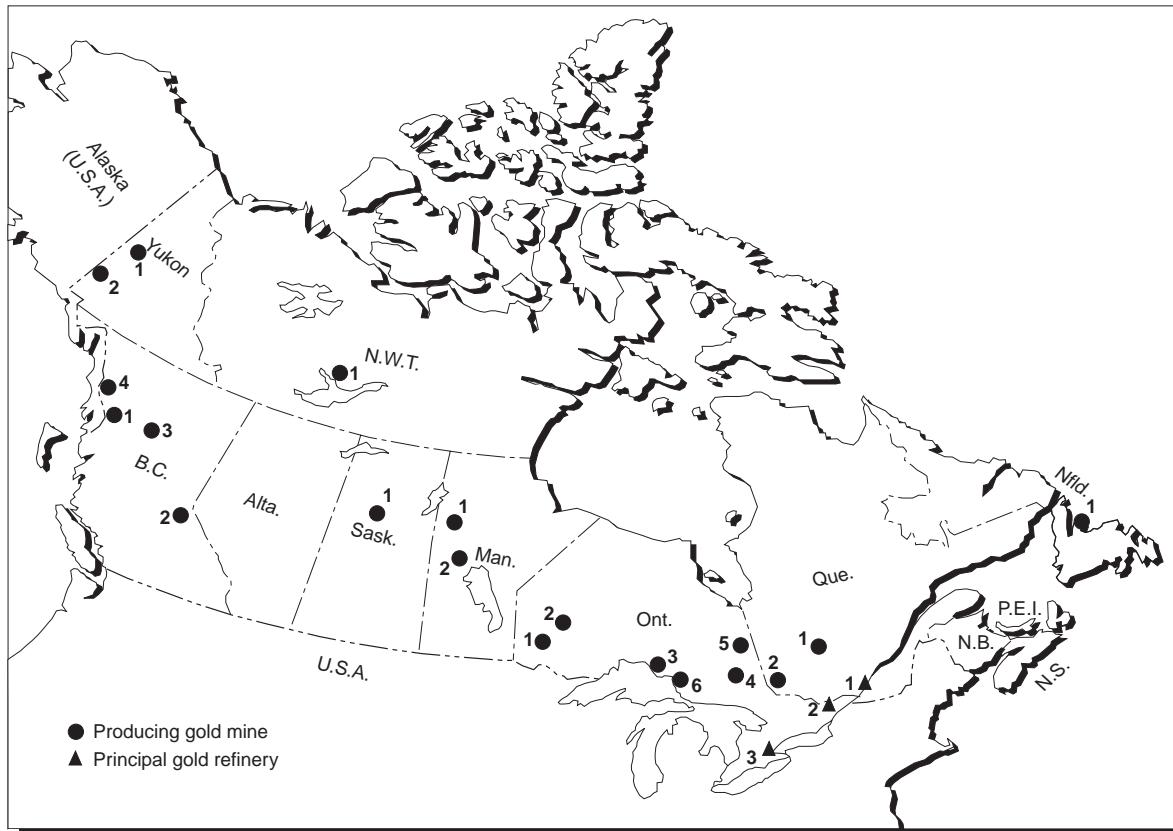 Alaska
(U.S.A.)
Yukon
1
2
N.W.T.
1
4
1
3
B.C.
2
Alta.
1
Sask.
1
Man.
2
Nfld.
1
Que.
P.E.I.
N.B.
N.S.
Ont.
2
1
5
1
3
6
4
2
1
2
3
U.S.A.
Producing gold mine
Principal gold refinery